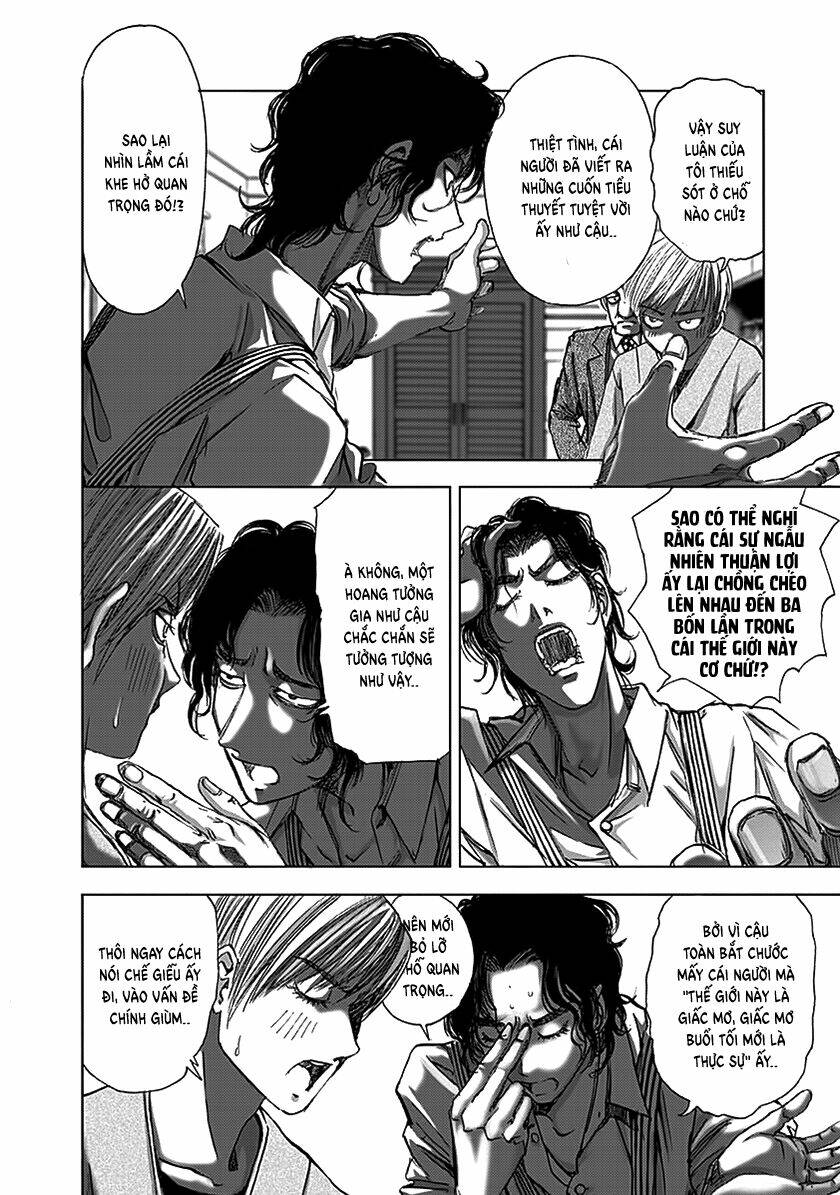 VẬY SUY
LUẬN CỦA
TÔI THIẾU
SÓT Ở CHỖ
NÀO CHỨ?
THIỆT TÌNH, CÁI
NGƯỜI ĐÃ VIẾT RA
NHỮNG CUỐN TIỂU
THUYẾT TUYỆT VỜI
ẤY NHƯ CẬU..
SAO LẠI
NHÌN LẦM CÁI
KHE HỞ QUAN
TRỌNG ĐÓ!?
SAO CÓ THỂ NGHĨ
RẰNG CÁI SỰ NGẪU
NHIÊN THUẬN LỢI
ẤY LẠI CHỒNG CHÉO
LÊN NHAU ĐẾN BA
BỐN LẦN TRONG
CÁI THẾ GIỚI NÀY
CƠ CHỨ!?
À KHÔNG, MỘT
HOANG TƯỞNG
GIA NHƯ CẬU
CHẮC CHẮN SẼ
TƯỞNG TƯỢNG
NHƯ VẬY..
BỞI VÌ CẬU
TOÀN BẮT CHƯỚC
MẤY CÁI NGƯỜI MÀ
"THẾ GIỚI NÀY LÀ
GIẤC MƠ, GIẤC MƠ
BUỔI TỐI MỚI LÀ
THỰC SỰ" ẤY..
NÊN MỚI
BỎ LỠ
HỔ QUAN
TRỌNG..
THÔI NGAY CÁCH
NÓI CHẾ GIỄU ẤY
ĐI, VÀO VẤN ĐỀ
CHÍNH GIÙM..